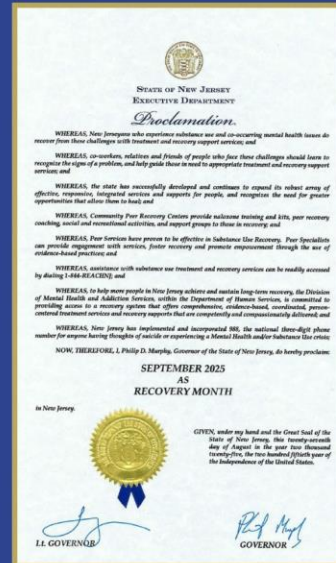 STATE OF NEW JERSEY
EXECUTIVE DEPARTMENT
Proclamation
WHEREAS, New Jerseyans who experience substance use and co-occurring mental health issues do
recover from these challenges with treatment and recovery support services; and
WHEREAS, co-workers, relatives and friends of people who face these challenges should learn to
recognize the signs of a problem, and help guide those in need to appropriate treatment and recovery support
services; and
WHEREAS, the state has successfully developed and continues to expand its robust array of
effective, responsive, integrated services and supports for people, and recognizes the need for greater
opportunities that allow them to heal; and
WHEREAS, Community Peer Recovery Centers provide naloxone training and kits, peer recovery
coaching, social and recreational activities, and support groups to those in recovery; and
WHEREAS, Peer Services have proven to be effective in Substance Use Recovery. Peer Specialists
can provide engagement with services, foster recovery and promote empowerment through the use of
evidence-based practices; and
WHEREAS, assistance with substance use treatment and recovery services can be readily accessed
by dialing 1-844-REACHNJ; and
WHEREAS, to help more people in New Jersey achieve and sustain long-term recovery, the Division
of Mental Health and Addiction Services, within the Department of Human Services, is committed to
providing access to a recovery system that offers comprehensive, evidence-based, coordinated, person-
centered treatment services and recovery supports that are competently and compassionately delivered; and
WHEREAS, New Jersey has implemented and incorporated 988, the national three-digit phone
number for anyone having thoughts of suicide or experiencing a Mental Health and/or Substance Use crisis;
NOW, THEREFORE, I, Philip D. Murphy, Governor of the State of New Jersey, do hereby proclaim:
SEPTEMBER 2025
AS
RECOVERY MONTH
in New Jersey.
GIVEN, under my hand and the Great Seal of the
State of New Jersey, this twenty-seventh
day of August in the year two thousand
twenty-five, the two hundred fiftieth year of
the Independence of the United States.
Lt. GOVERNOR
Phil Murphy
GOVERNOR